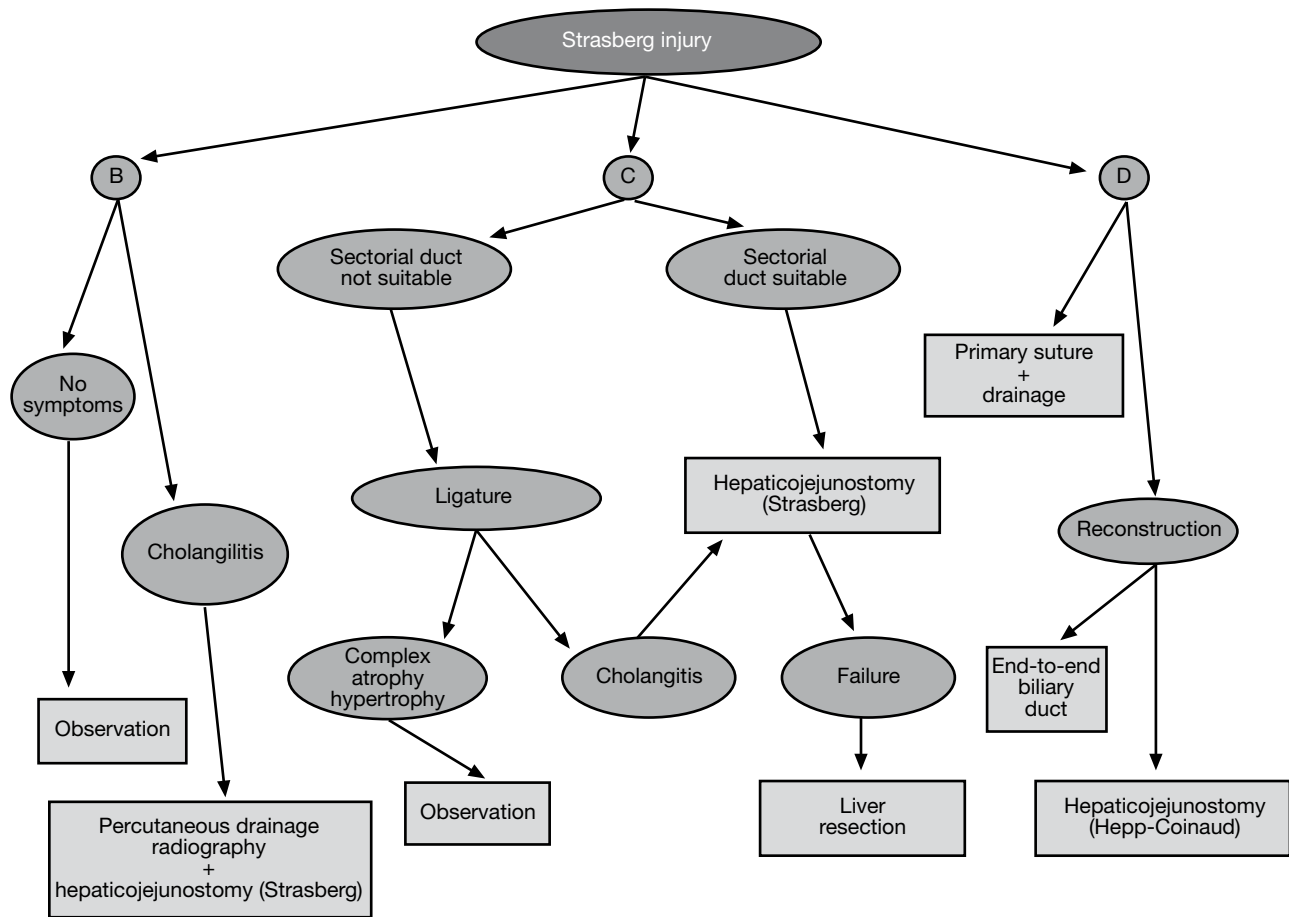 Strasberg injury
B
C
D
Sectorial duct
not suitable
Sectorial
duct suitable
Primary suture
+
drainage
No
symptoms
Ligature
Hepaticojejunostomy
(Strasberg)
Reconstruction
Cholangilitis
Complex
atrophy
hypertrophy
Cholangitis
Failure
End-to-end
biliary
duct
Observation
Observation
Liver
resection
Hepaticojejunostomy
(Hepp-Coinaud)
Percutaneous drainage
radiography
+
hepaticojejunostomy (Strasberg)